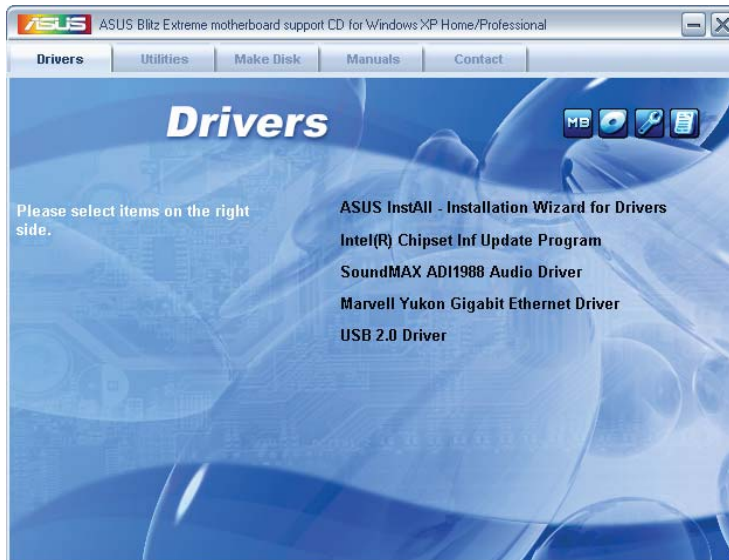 ASUS ASUS Blitz Extreme motherboard support CD for Windows XP Home/Professional
Drivers Utilities Make Disk Manuals Contact
Drivers
MB
Please select items on the right
side.
ASUS InstAll - Installation Wizard for Drivers
Intel(R) Chipset Inf Update Program
SoundMAX ADI1988 Audio Driver
Marvell Yukon Gigabit Ethernet Driver
USB 2.0 Driver